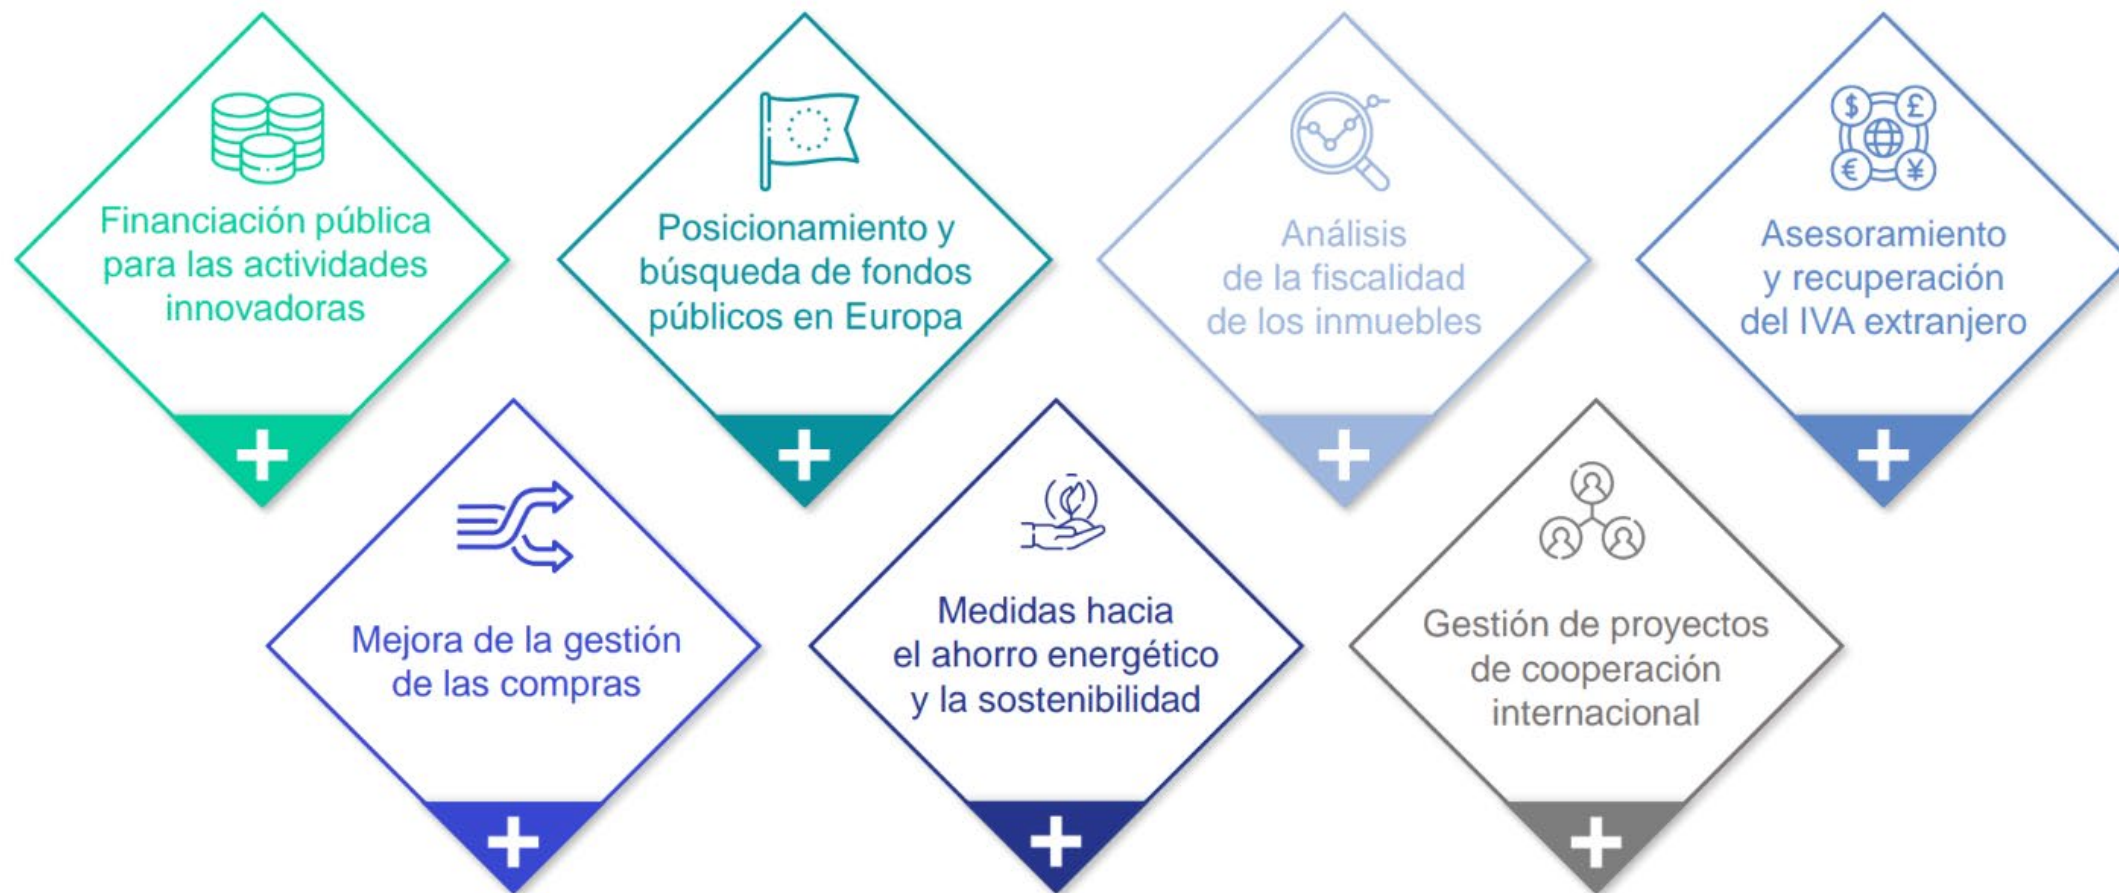 Financiación pública
para las actividades
innovadoras
Posicionamiento y
búsqueda de fondos
públicos en Europa
Análisis
de la fiscalidad
de los inmuebles
$ £
€ ¥
Asesoramiento
y recuperación
del IVA extranjero
+
+
+
+
Mejora de la gestión
de las compras
Medidas hacia
el ahorro energético
y la sostenibilidad
Gestión de proyectos
de cooperación
internacional
+
+
+